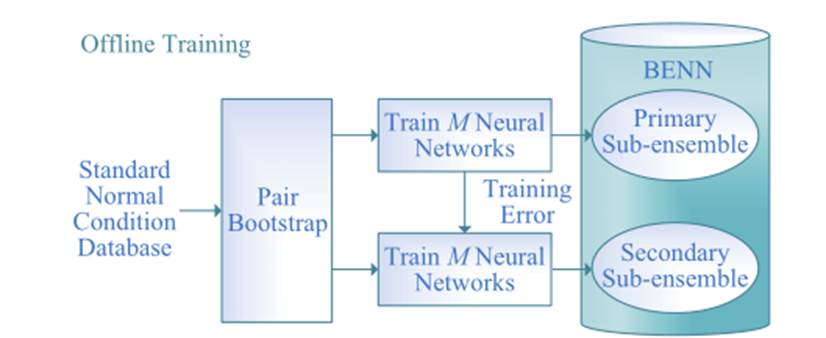 Offline Training
BENN
Primary
Sub-ensemble
Train M Neural
Networks
Standard
Normal
Condition
Database
Pair
Bootstrap
Training
Error
Train M Neural
Networks
Secondary
Sub-ensemble